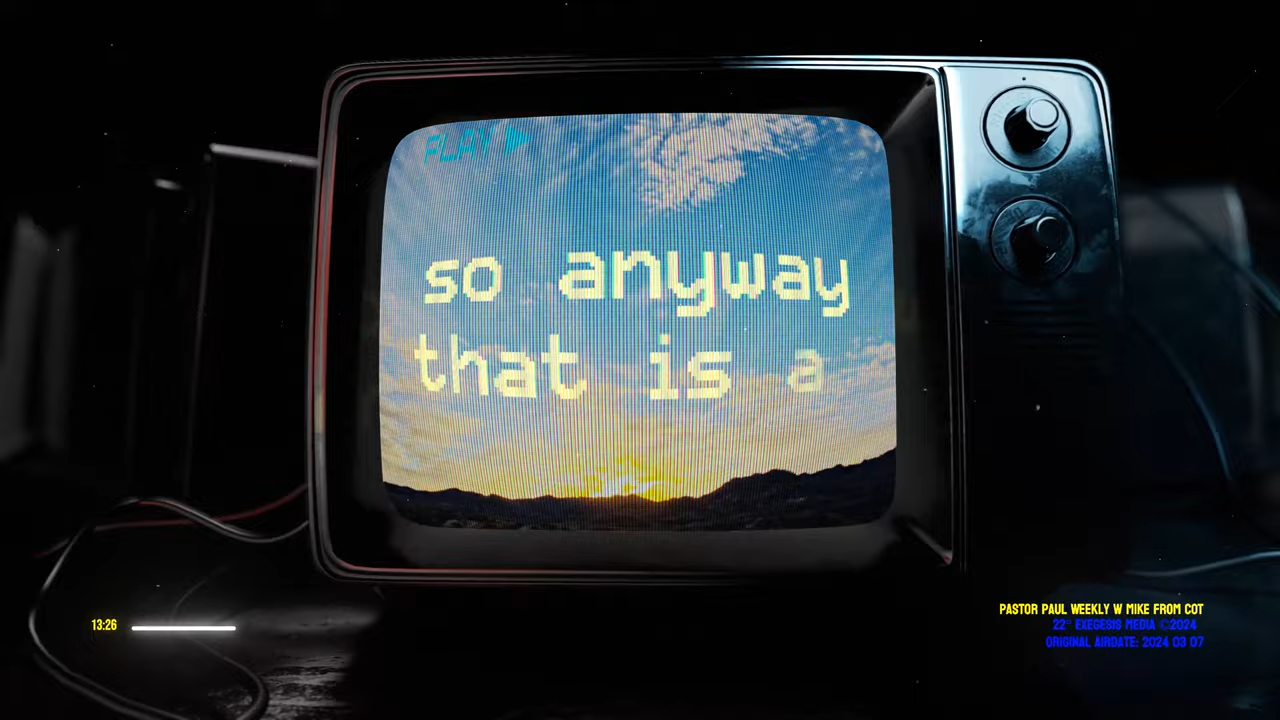 PLAY
so anyway
that is a
13:26
PASTOR PAUL WEEKLY W MIKE FROM COT
22° EXEGESIS MEDIA ©2024
ORIGINAL AIRDATE: 2024 03 07